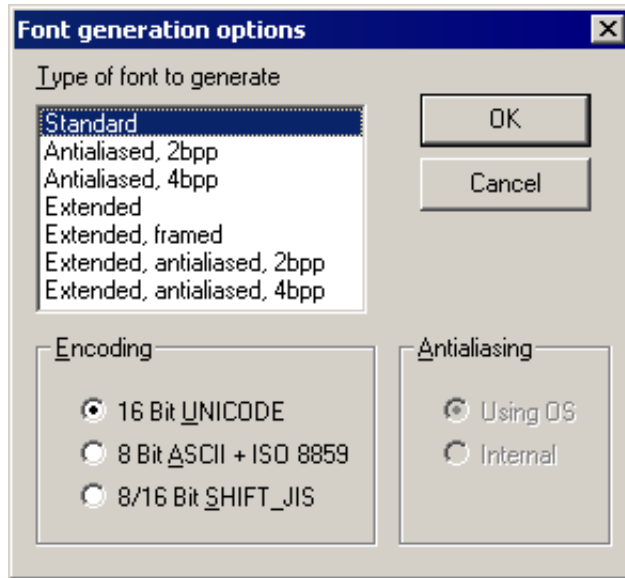 Font generation options
Type of font to generate
Standard
Antialiased, 2bpp
Antialiased, 4bpp
Extended
Extended, framed
Extended, antialiased, 2bpp
Extended, antialiased, 4bpp
OK
Cancel
Encoding
16 Bit UNICODE
8 Bit ASCII + ISO 8859
8/16 Bit SHIFT_JIS
Antialiasing
Using OS
Internal